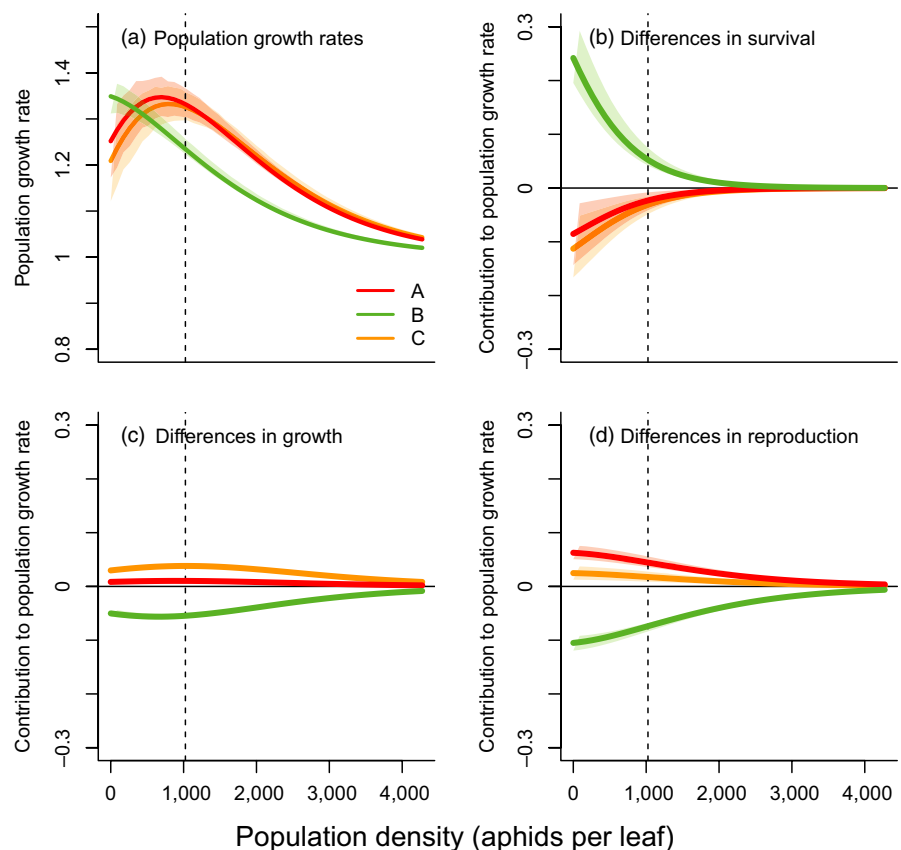 (a) Population growth rates
Population growth rate
1.4
1.2
1
0.8
A
B
C
(b) Differences in survival
Contribution to population growth rate
0.3
0
−0.3
(c) Differences in growth
Contribution to population growth rate
0.3
0
−0.3
0 1,000 2,000 3,000 4,000
(d) Differences in reproduction
Contribution to population growth rate
0.3
0
−0.3
0 1,000 2,000 3,000 4,000
Population density (aphids per leaf)